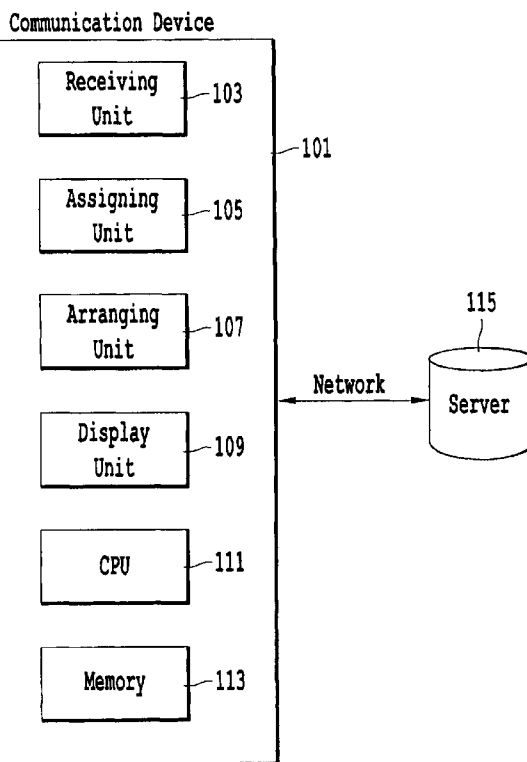 Communication Device
Receiving
Unit
103
101
Assigning
Unit
105
Arranging
Unit
107
115
Network
Server
Display
Unit
109
CPU
111
Memory
113